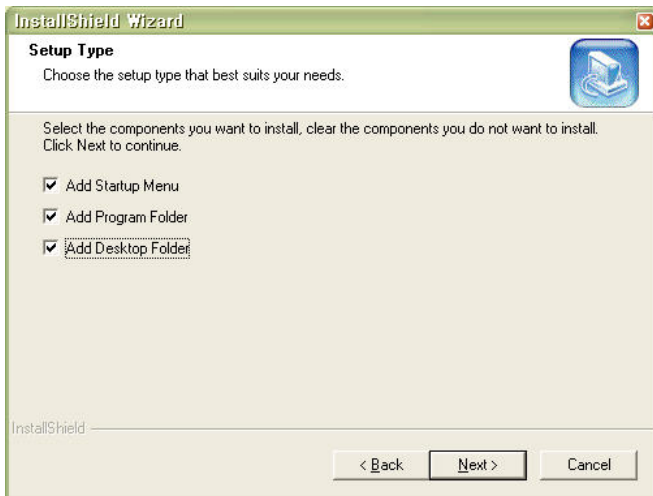 InstallShield Wizard
Setup Type
Choose the setup type that best suits your needs.
Select the components you want to install, clear the components you do not want to install.
Click Next to continue.
Add Startup Menu
Add Program Folder
Add Desktop Folder
InstallShield
< Back Next > Cancel